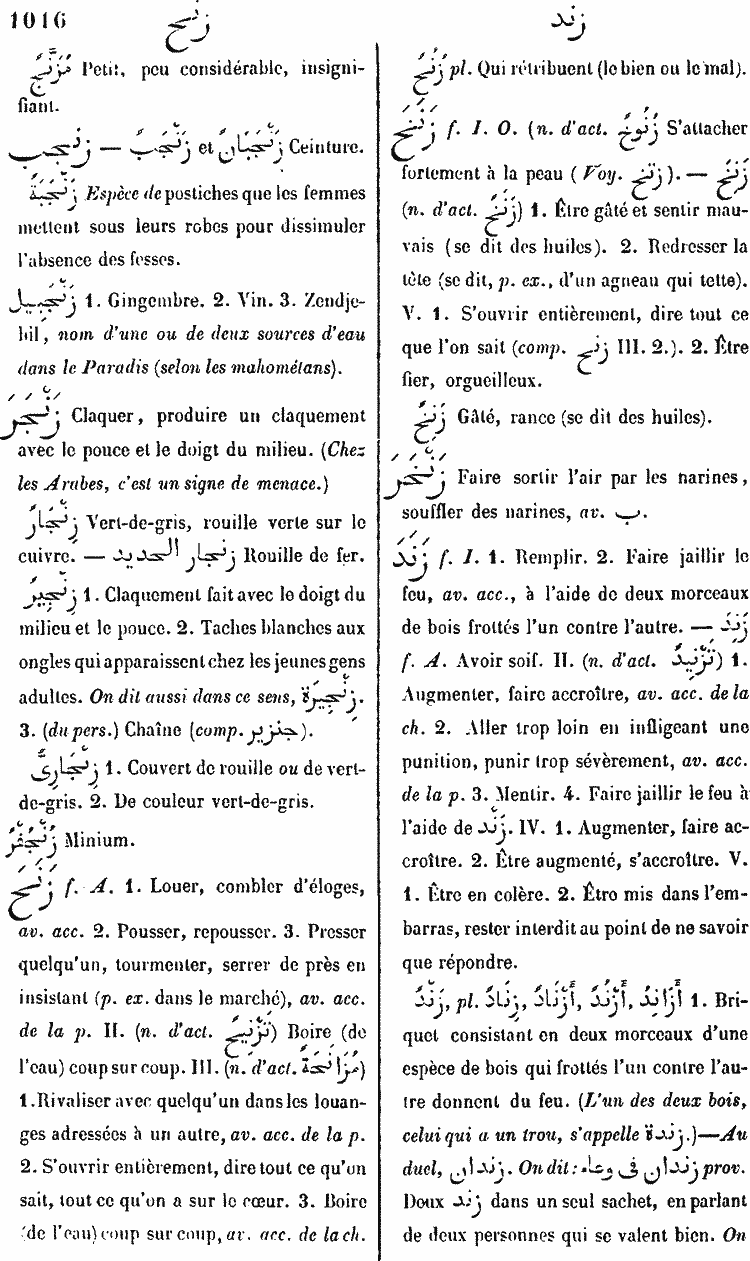 1016 زنح
زند
مُزَنَّجٌ Petit, peu considérable, insigni-
fiant.
زنجب — زُنْجُبٌ et زُنْجُبَانٌ Ceinture.
زُنْجُبَةٌ Espèce de postiches que les femmes
mettent sous leurs robes pour dissimuler
l'absence des fesses.
زَنْجَبِيلٌ 1. Gingembre. 2. Vin. 3. Zendje-
bil, nom d'une ou de deux sources d'eau
dans le Paradis (selon les mahométans).
زَنْجَرَ Claquer, produire un claquement
avec le pouce et le doigt du milieu. (Chez
les Arabes, c'est un signe de menace.)
زِنْجَارٌ Vert-de-gris, rouille verte sur le
cuivre. — زنجار الحديد Rouille de fer.
زِنْجِيرٌ 1. Claquement fait avec le doigt du
milieu et le pouce. 2. Taches blanches aux
ongles qui apparaissent chez les jeunes gens
adultes. On dit aussi dans ce sens, زِنْجِيرَةٌ.
3. (du pers.) Chaîne (comp. جنزير).
زِنْجَارِيٌّ 1. Couvert de rouille ou de vert-
de-gris. 2. De couleur vert-de-gris.
زُنْجُفْرٌ Minium.
زَنَحَ f. A. 1. Louer, combler d'éloges,
av. acc. 2. Pousser, repousser. 3. Presser
quelqu'un, tourmenter, serrer de près en
insistant (p. ex. dans le marché), av. acc.
de la p. II. (n. d'act. تَزْنِيحٌ) Boire (de
l'eau) coup sur coup. III. (n. d'act. مُزَانَحَةٌ)
1. Rivaliser avec quelqu'un dans les louan-
ges adressées à un autre, av. acc. de la p.
2. S'ouvrir entièrement, dire tout ce qu'on
sait, tout ce qu'on a sur le cœur. 3. Boire
(de l'eau) coup sur coup, av. acc. de la ch.
زُنُحٌ pl. Qui rétribuent (le bien ou le mal).
زَنَخَ f. I. O. (n. d'act. زُنُوخٌ S'attacher
fortement à la peau (Voy. زتخ). — زَنِخَ
(n. d'act. زَنَخٌ) 1. Être gâté et sentir mau-
vais (se dit des huiles). 2. Redresser la
tête (se dit, p. ex., d'un agneau qui tette).
V. 1. S'ouvrir entièrement, dire tout ce
que l'on sait (comp. زنح III. 2.). 2. Être
fier, orgueilleux.
زَنِخٌ Gâté, rance (se dit des huiles).
زَنْخَرَ Faire sortir l'air par les narines,
souffler des narines, av. ب.
زَنَدَ f. I. 1. Remplir. 2. Faire jaillir le
feu, av. acc., à l'aide de deux morceaux
de bois frottés l'un contre l'autre. — زَنِدَ
f. A. Avoir soif. II. (n. d'act. تَزْنِيدٌ) 1.
Augmenter, faire accroître, av. acc. de la
ch. 2. Aller trop loin en infligeant une
punition, punir trop sévèrement, av. acc.
de la p. 3. Mentir. 4. Faire jaillir le feu à
l'aide de زَنْد. IV. 1. Augmenter, faire ac-
croître. 2. Être augmenté, s'accroître. V.
1. Être en colère. 2. Être mis dans l'em-
barras, rester interdit au point de ne savoir
que répondre.
زَنْدٌ, pl. زِنَادٌ, أَزْنَادٌ, أَزْنُدٌ, أَزَانِدُ 1. Bri-
quet consistant en deux morceaux d'une
espèce de bois qui frottés l'un contre l'au-
tre donnent du feu. (L'un des deux bois,
celui qui a un trou, s'appelle زندة.) — Au
duel, زندان. On dit: زندان فى وعاء prov.
Deux زند dans un seul sachet, en parlant
de deux personnes qui se valent bien. On